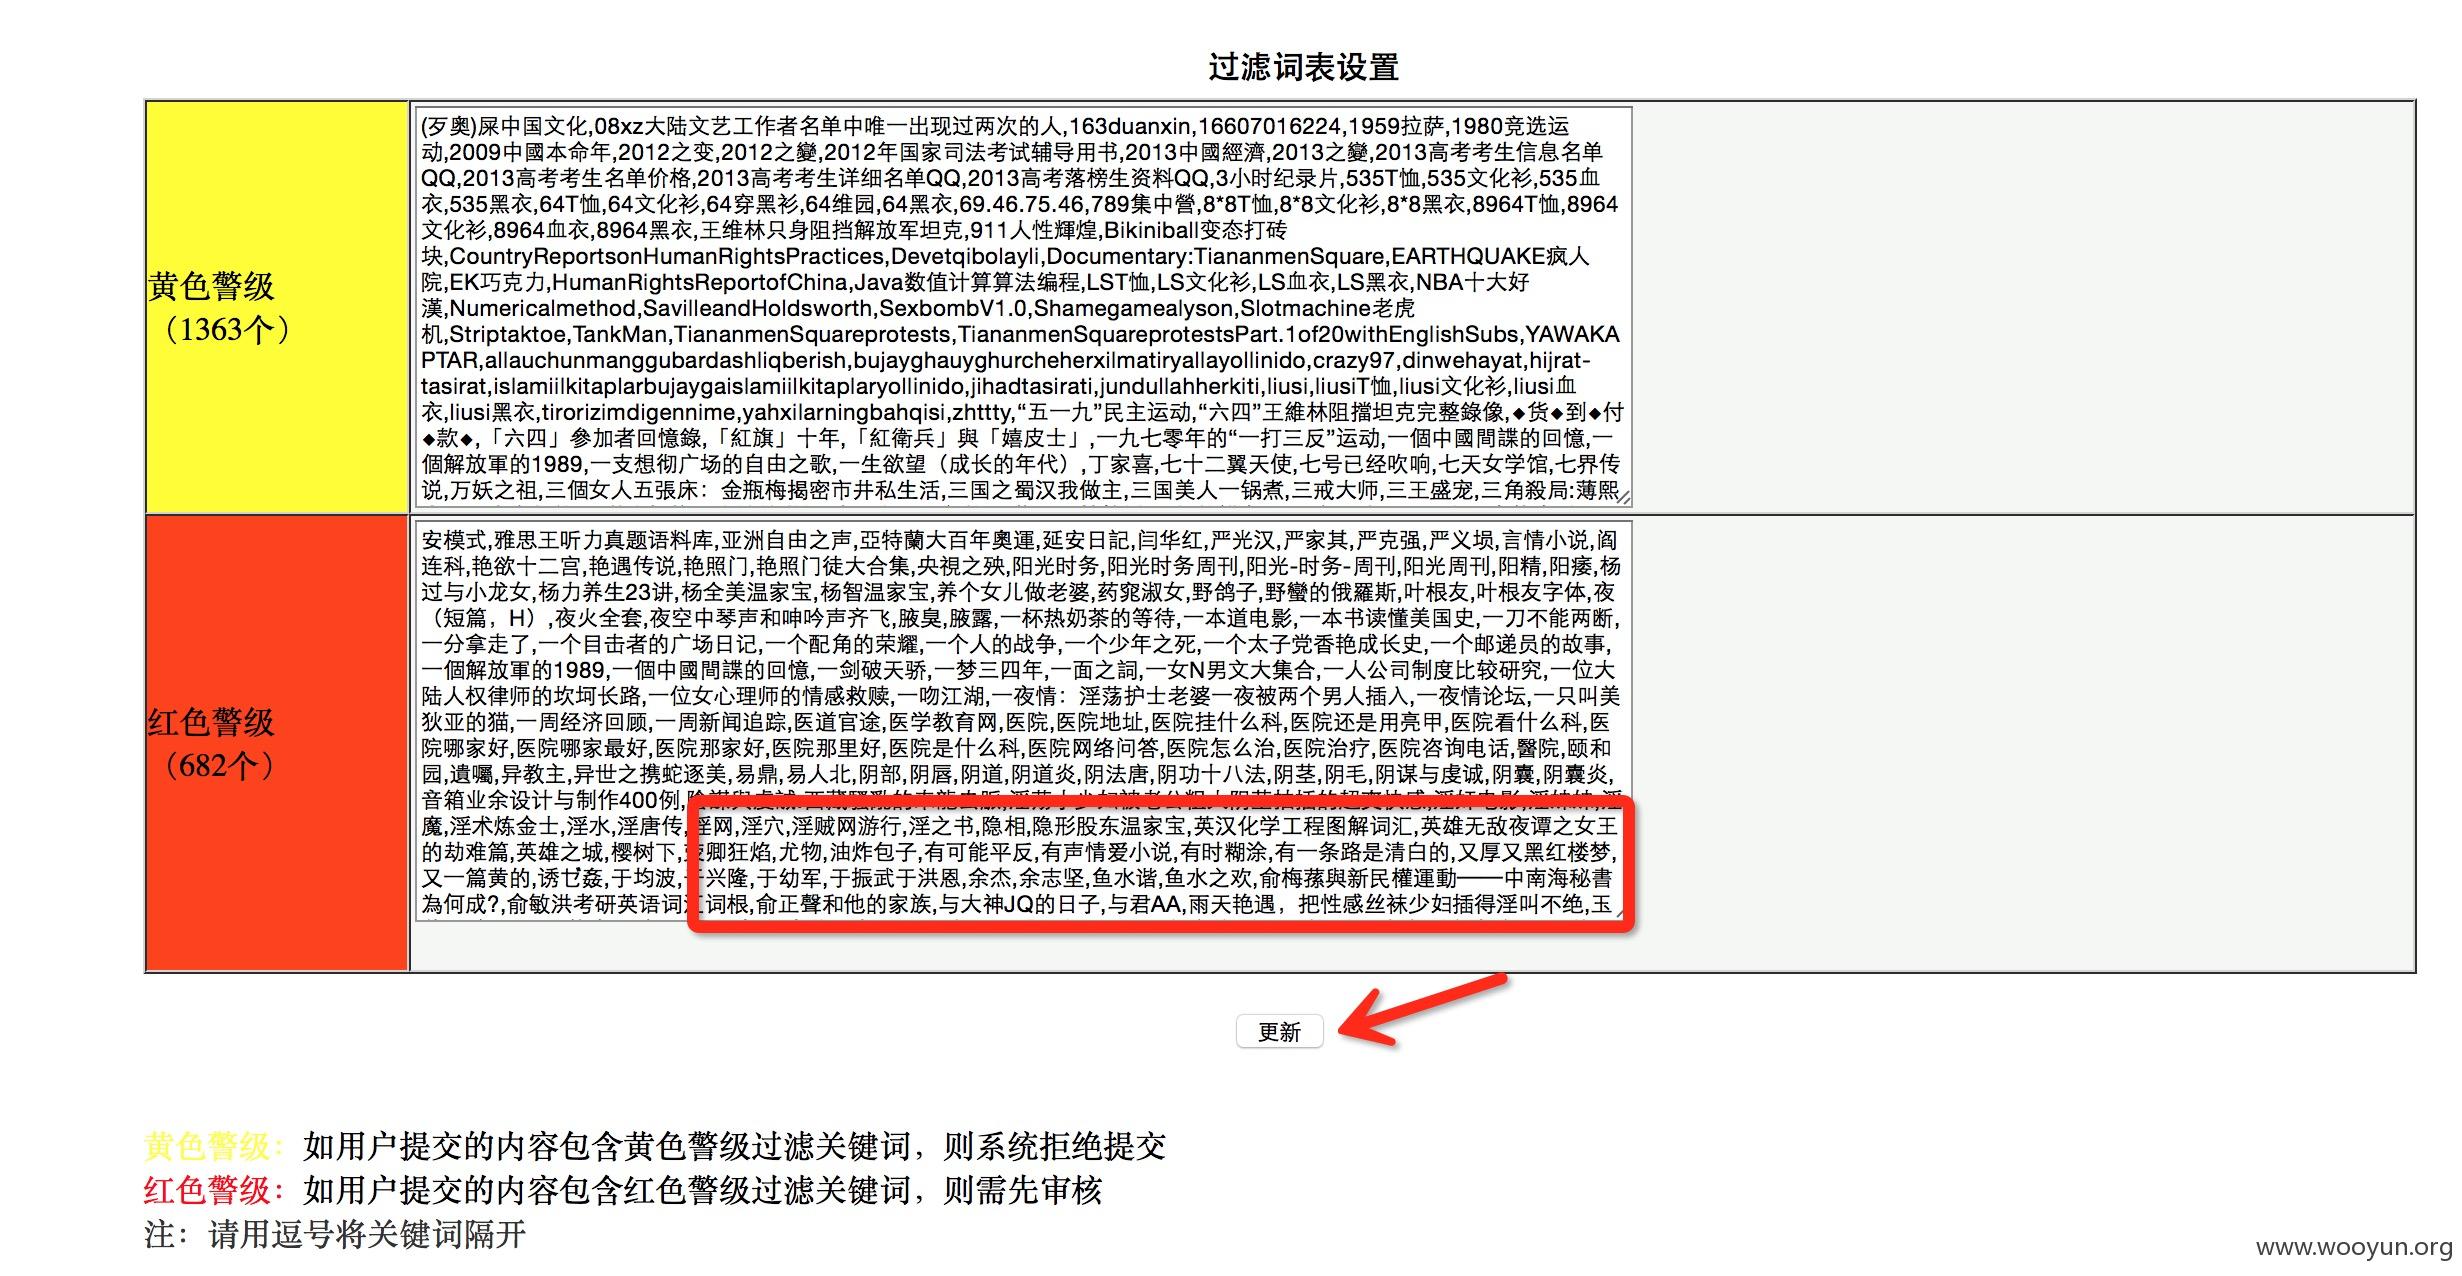 过滤词表设置
黄色警级
（1363个）
(歹奥)屎中国文化,08xz大陆文艺工作者名单中唯一出现过两次的人,163duanxin,16607016224,1959拉萨,1980竞选运
动,2009中國本命年,2012之变,2012之變,2012年国家司法考试辅导用书,2013中國經濟,2013之變,2013高考考生信息名单
QQ,2013高考考生名单价格,2013高考考生详细名单QQ,2013高考落榜生资料QQ,3小时纪录片,535T恤,535文化衫,535血
衣,535黑衣,64T恤,64文化衫,64穿黑衫,64维园,64黑衣,69.46.75.46,789集中營,8*8T恤,8*8文化衫,8*8黑衣,8964T恤,8964
文化衫,8964血衣,8964黑衣,王维林只身阻挡解放军坦克,911人性輝煌,Bikiniball变态打砖
块,CountryReportsonHumanRightsPractices,Devetqibolayli,Documentary:TiananmenSquare,EARTHQUAKE疯人
院,EK巧克力,HumanRightsReportofChina,Java数值计算算法编程,LST恤,LS文化衫,LS血衣,LS黑衣,NBA十大好
漢,Numericalmethod,SavilleandHoldsworth,SexbombV1.0,Shamegamealyson,Slotmachine老虎
机,Striptaktoe,TankMan,TiananmenSquareprotests,TiananmenSquareprotestsPart.1of20withEnglishSubs,YAWAKA
PTAR,allauchunmanggubardashliqberish,bujayghauyghurcheherxilmatiryallayollinido,crazy97,dinwehayat,hijrat-
tasirat,islamiilkitaplarbujaygaislamiilkitaplaryollinido,jihadtasirati,jundullahherkiti,liusi,liusiT恤,liusi文化衫,liusi血
衣,liusi黑衣,tirorizimdigennime,yahxilarningbahqisi,zhttty,“五一九”民主运动,“六四”王維林阻擋坦克完整錄像,◆货◆到◆付
◆款◆,「六四」參加者回憶錄,「紅旗」十年,「紅衛兵」與「嬉皮士」,一九七零年的“一打三反”运动,一個中國間諜的回憶,一
個解放軍的1989,一支想彻广场的自由之歌,一生欲望（成长的年代）,丁家喜,七十二翼天使,七号已经吹响,七天女学馆,七界传
说,万妖之祖,三個女人五張床：金瓶梅揭密市井私生活,三国之蜀汉我做主,三国美人一锅煮,三戒大师,三王盛宠,三角殺局:薄熙
红色警级
（682个）
安模式,雅思王听力真题语料库,亚洲自由之声,亞特蘭大百年奧運,延安日記,闫华红,严光汉,严家其,严克强,严义埙,言情小说,阎
连科,艳欲十二宫,艳遇传说,艳照门,艳照门徒大合集,央視之殃,阳光时务,阳光时务周刊,阳光-时务-周刊,阳光周刊,阳精,阳痿,杨
过与小龙女,杨力养生23讲,杨全美温家宝,杨智温家宝,养个女儿做老婆,药窕淑女,野鸽子,野蠻的俄羅斯,叶根友,叶根友字体,夜
（短篇，H）,夜火全套,夜空中琴声和呻吟声齐飞,腋臭,腋露,一杯热奶茶的等待,一本道电影,一本书读懂美国史,一刀不能两断,
一分拿走了,一个目击者的广场日记,一个配角的荣耀,一个人的战争,一个少年之死,一个太子党香艳成长史,一个邮递员的故事,
一個解放軍的1989,一個中國間諜的回憶,一剑破天骄,一梦三四年,一面之詞,一女N男文大集合,一人公司制度比较研究,一位大
陆人权律师的坎坷长路,一位女心理师的情感救赎,一吻江湖,一夜情：淫荡护士老婆一夜被两个男人插入,一夜情论坛,一只叫美
狄亚的猫,一周经济回顾,一周新闻追踪,医道官途,医学教育网,医院,医院地址,医院挂什么科,医院还是用亮甲,医院看什么科,医
院哪家好,医院哪家最好,医院那家好,医院那里好,医院是什么科,医院网络问答,医院怎么治,医院治疗,医院咨询电话,醫院,颐和
园,遺囑,异教主,异世之携蛇逐美,易鼎,易人北,阴部,阴唇,阴道,阴道炎,阴法唐,阴功十八法,阴茎,阴毛,阴谋与虔诚,阴囊,阴囊炎,
音箱业余设计与制作400例,
魔,淫术炼金士,淫水,淫唐传,淫网,淫穴,淫贼网游行,淫之书,隐相,隐形股东温家宝,英汉化学工程图解词汇,英雄无敌夜谭之女王
的劫难篇,英雄之城,樱树下,卿狂焰,尤物,油炸包子,有可能平反,有声情爱小说,有时糊涂,有一条路是清白的,又厚又黑红楼梦,
又一篇黄的,诱古姦,于均波,于兴隆,于幼军,于振武于洪恩,余杰,余志坚,鱼水谐,鱼水之欢,俞梅蓀與新民權運動——中南海秘書
為何成?,俞敏洪考研英语词汇词根,俞正聲和他的家族,与大神JQ的日子,与君AA,雨天艳遇，把性感丝袜少妇插得淫叫不绝,玉
更新
黄色警级：如用户提交的内容包含黄色警级过滤关键词，则系统拒绝提交
红色警级：如用户提交的内容包含红色警级过滤关键词，则需先审核
注：请用逗号将关键词隔开
www.wooyun.org